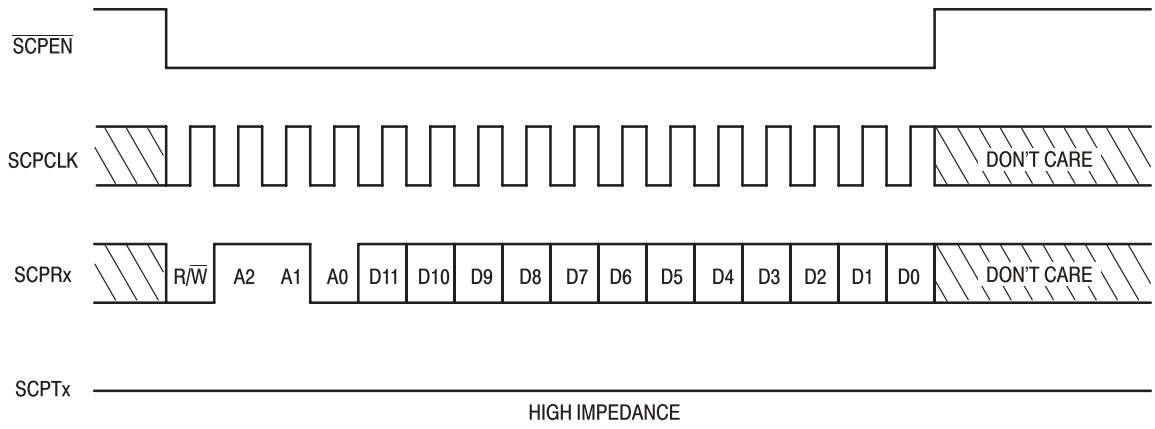 S̅C̅P̅E̅N̅
SCPCLK
DON'T CARE
SCPRx
R/W̅ A2 A1 A0 D11 D10 D9 D8 D7 D6 D5 D4 D3 D2 D1 D0 DON'T CARE
SCPTx
HIGH IMPEDANCE